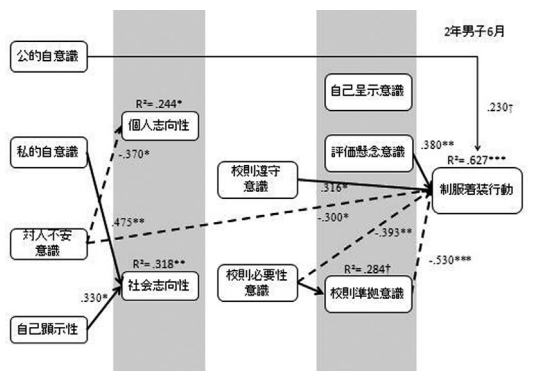 2年男子6月
公的自意識
.230†
自己呈示意識
R²= .244*
個人志向性
私的自意識
-.370*
評価懸念意識
.380**
R²= .627***
制服着装行動
校則遵守
意識
.316*
対人不安
意識
.475**
-.300*
-.393**
R²= .318**
社会志向性
校則必要性
意識
R²= .284†
校則準拠意識
-.530***
.330*
自己顕示性